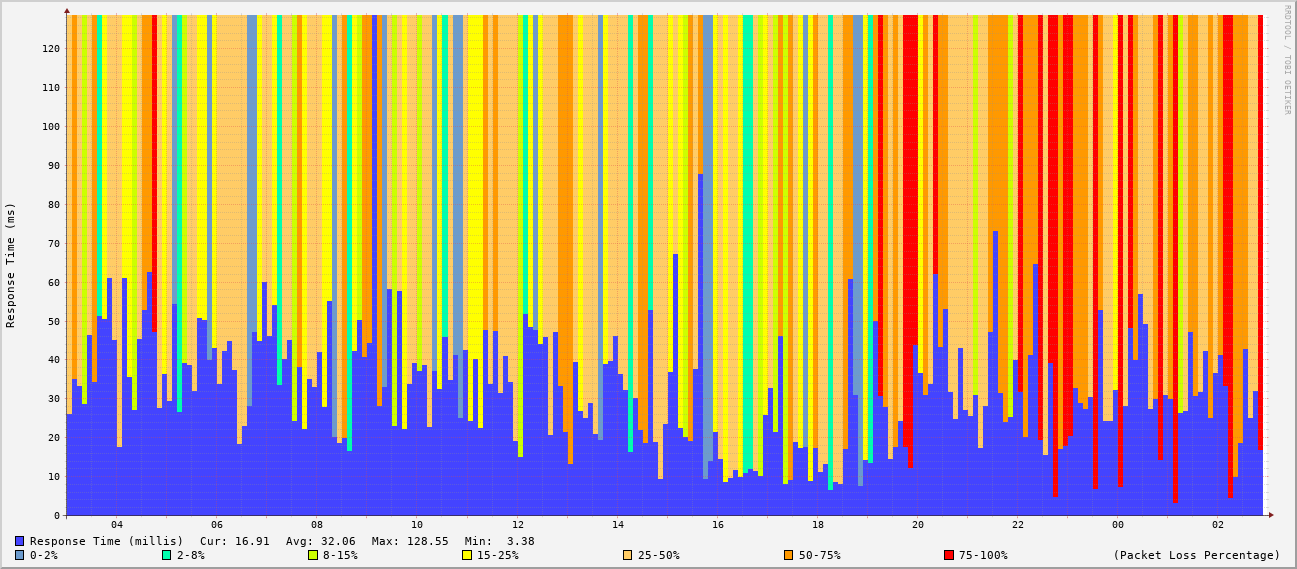 RRDTOOL / TOBI OETIKER
Response Time (ms)
120
110
100
90
80
70
60
50
40
30
20
10
0
04 06 08 10 12 14 16 18 20 22 00 02
Response Time (millis) Cur: 16.91 Avg: 32.06 Max: 128.55 Min: 3.38
0-2% 2-8% 8-15% 15-25% 25-50% 50-75% 75-100% (Packet Loss Percentage)